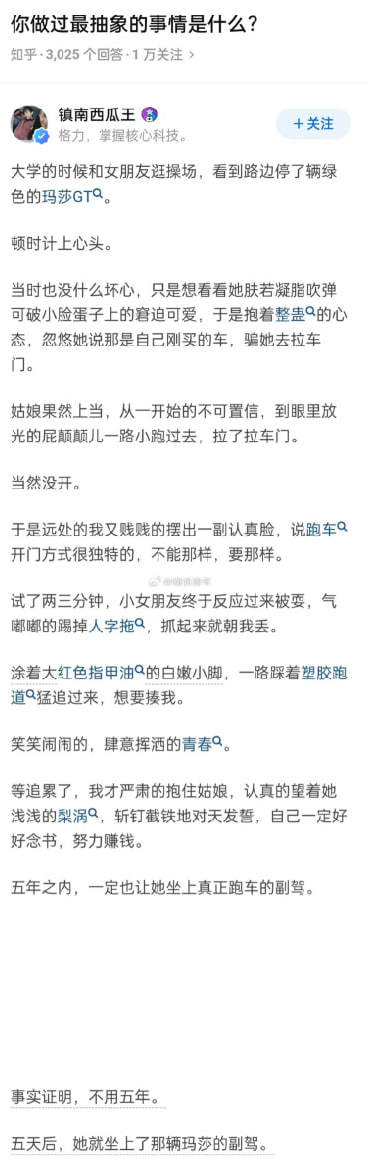 你做过最抽象的事情是什么？
知乎·3,025 个回答·1 万关注 >
镇南西瓜王
格力，掌握核心科技。
+关注
大学的时候和女朋友逛操场，看到路边停了辆绿
色的玛莎GT。
顿时计上心头。
当时也没什么坏心，只是想看看她肤若凝脂吹弹
可破小脸蛋子上的窘迫可爱，于是抱着整蛊的心
态，忽悠她说那是自己刚买的车，骗她去拉车
门。
姑娘果然上当，从一开始的不可置信，到眼里放
光的屁颠颠儿一路小跑过去，拉了拉车门。
当然没开。
于是远处的我又贱贱的摆出一副认真脸，说跑车
开门方式很独特的，不能那样，要那样。
试了两三分钟，小女朋友终于反应过来被耍，气
嘟嘟的踢掉人字拖，抓起来就朝我丢。
涂着大红色指甲油的白嫩小脚，一路踩着塑胶跑
道猛追过来，想要揍我。
笑笑闹闹的，肆意挥洒的青春。
等追累了，我才严肃的抱住姑娘，认真的望着她
浅浅的梨涡，斩钉截铁地对天发誓，自己一定好
好念书，努力赚钱。
五年之内，一定也让她坐上真正跑车的副驾。
事实证明，不用五年。
五天后，她就坐上了那辆玛莎的副驾。